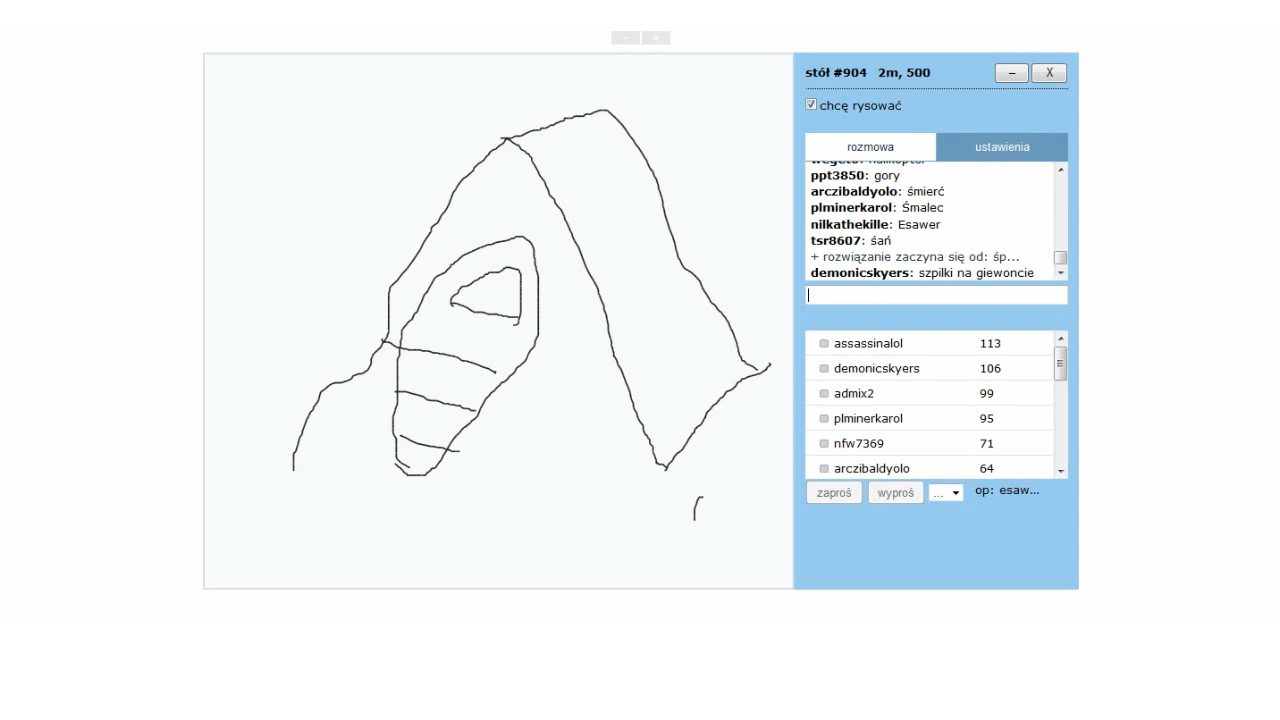 stół #904 2m, 500
–
X
chcę rysować
rozmowa
ustawienia
ppt3850: gory
arczibaldyolo: śmierć
plminerkarol: Śmalec
nilkathekille: Esawer
tsr8607: śań
+ rozwiązanie zaczyna się od: śp...
demonicskyers: szpilki na giewoncie
assassinalol 113
demonicskyers 106
admix2 99
plminerkarol 95
nfw7369 71
arczibaldyolo 64
zaproś
wyproś
...
op: esaw...